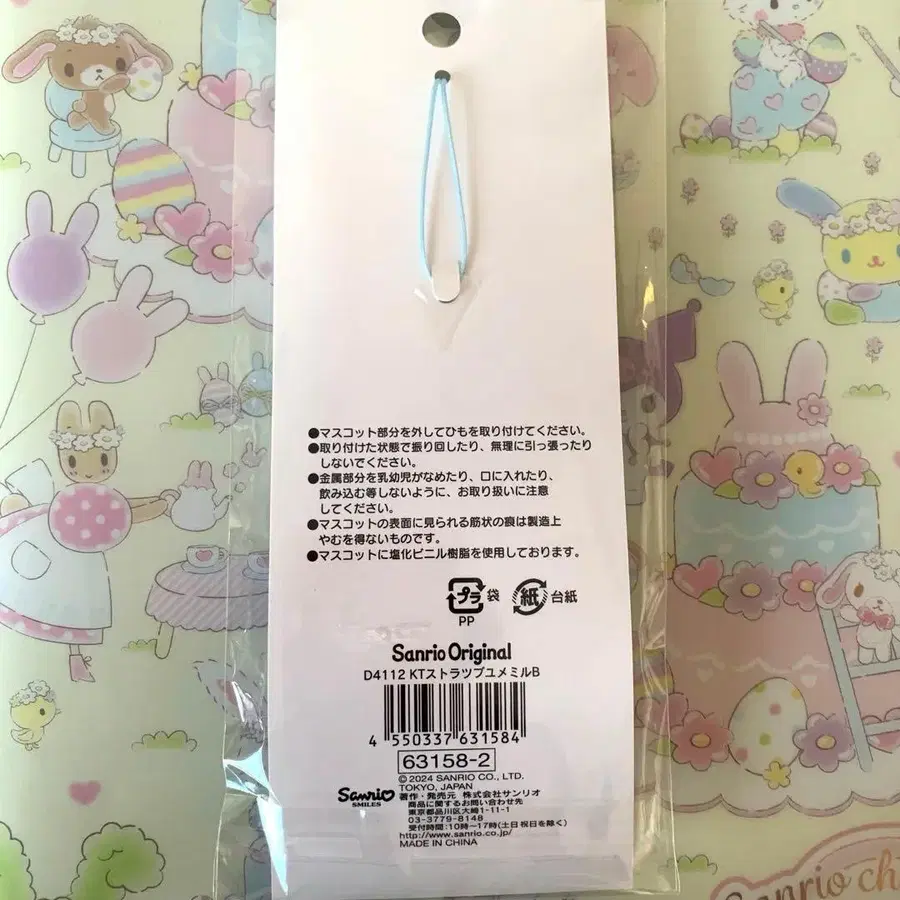 ●マスコット部分を外してひもを取り付けてください。
●取り付けた状態で振り回したり、無理に引っ張ったり
しないでください。
●金属部分を乳幼児がなめたり、口に入れたり、
飲み込む等しないように、お取り扱いに注意
してください。
●マスコットの表面に見られる筋状の痕は製造上
やむを得ないものです。
●マスコットに塩化ビニル樹脂を使用しております。
プラ 袋 紙 台紙
PP
Sanrio Original
D4112 KTストラップユメミルB
4 550337 631584
63158-2
© 2024 SANRIO CO., LTD.
TOKYO, JAPAN
Sanrio
SMILES
著作・発売元 株式会社サンリオ
商品に関するお問い合わせ先
東京都品川区大崎1-11-1
03-3779-8148
受付時間:10時~17時(土日祝日を除く)
http://www.sanrio.co.jp/
MADE IN CHINA
Sanrio ch